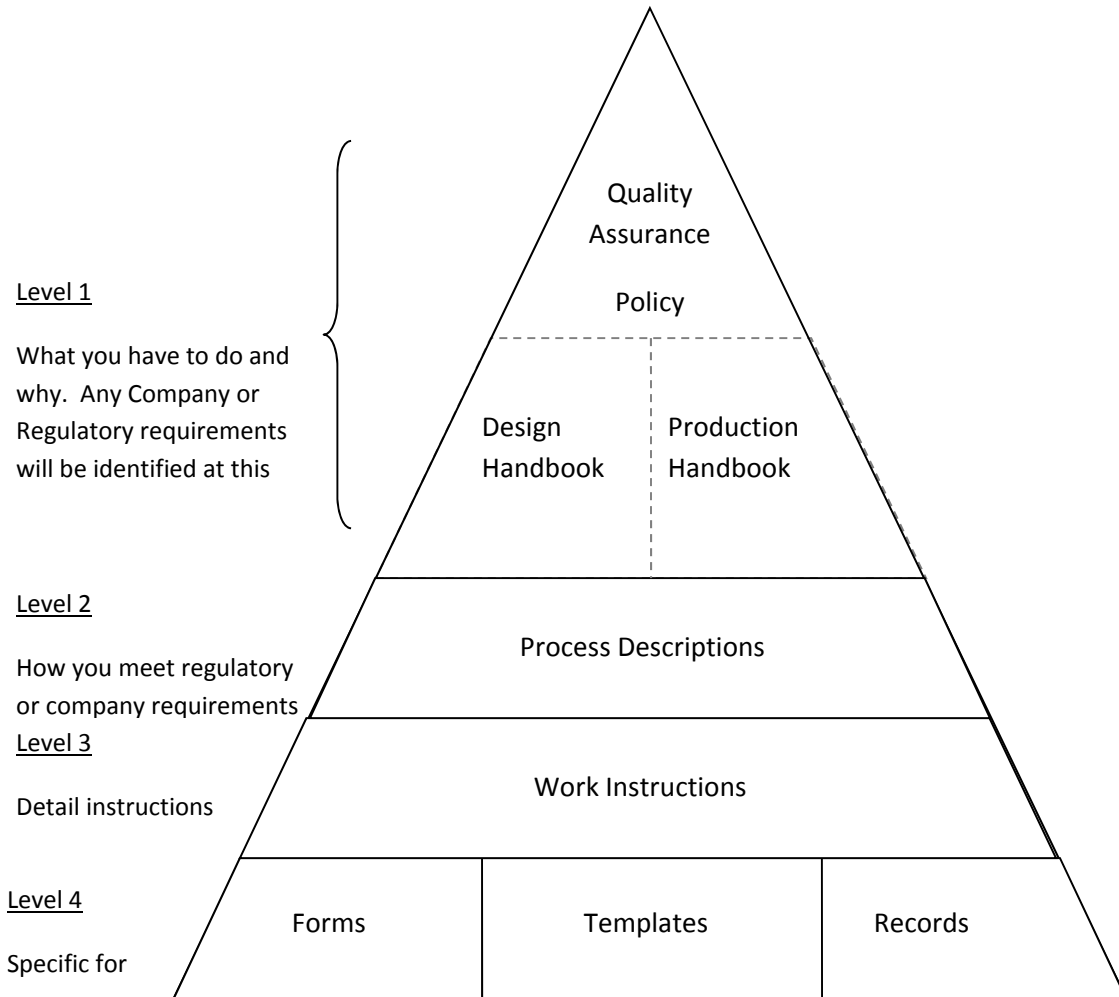 Quality
Assurance
Policy
Level 1
What you have to do and
why.  Any Company or
Regulatory requirements
will be identified at this
Design
Handbook
Production
Handbook
Level 2
How you meet regulatory
or company requirements
Process Descriptions
Level 3
Detail instructions
Work Instructions
Level 4
Specific for
Forms
Templates
Records